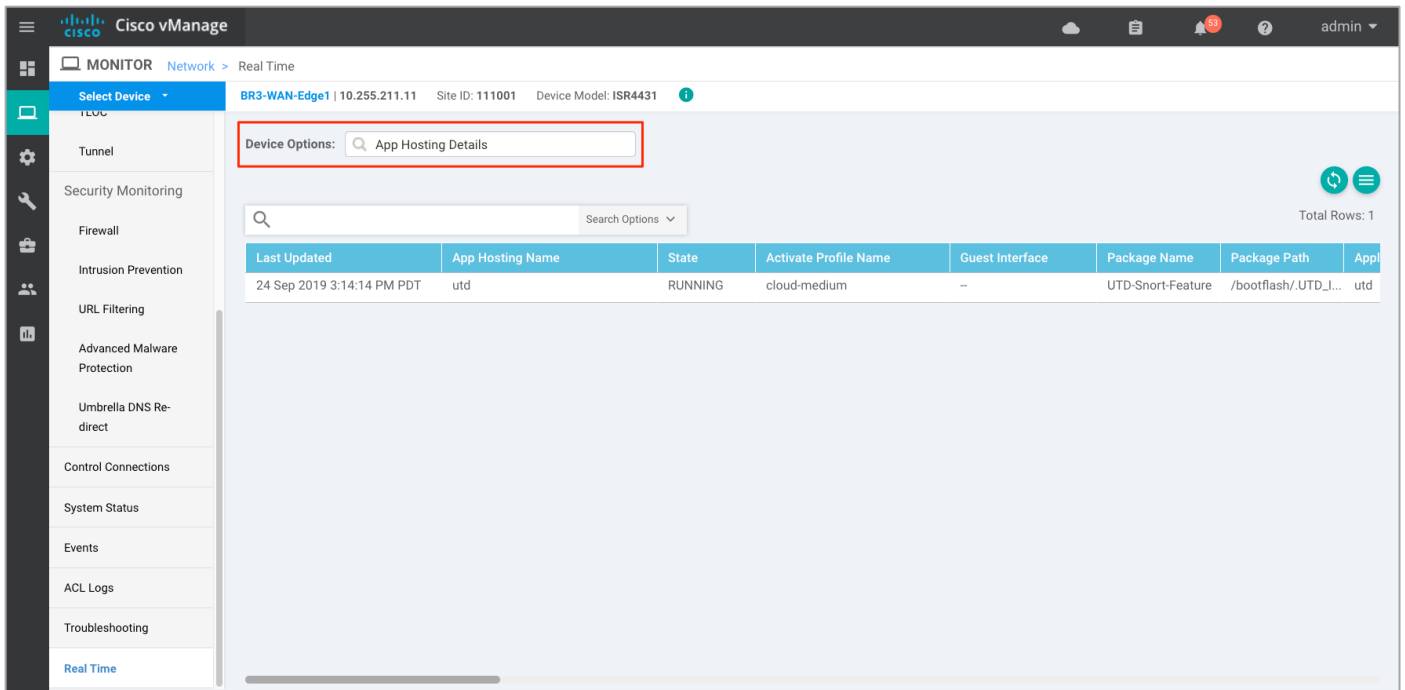 cisco Cisco vManage 53 admin
MONITOR Network > Real Time
Select Device BR3-WAN-Edge1 | 10.255.211.11 Site ID: 111001 Device Model: ISR4431
TLOC
Tunnel
Security Monitoring
Firewall
Intrusion Prevention
URL Filtering
Advanced Malware
Protection
Umbrella DNS Re-
direct
Control Connections
System Status
Events
ACL Logs
Troubleshooting
Real Time
Device Options: App Hosting Details
Search Options Total Rows: 1
Last Updated App Hosting Name State Activate Profile Name Guest Interface Package Name Package Path Appl
24 Sep 2019 3:14:14 PM PDT utd RUNNING cloud-medium -- UTD-Snort-Feature /bootflash/.UTD_I... utd